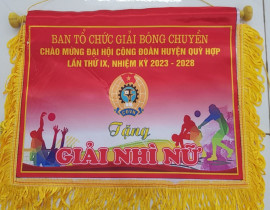 BAN TỔ CHỨC GIẢI BÓNG CHUYỀN
CHÀO MỪNG ĐẠI HỘI CÔNG ĐOÀN HUYỆN QUỲ HỢP
LẦN THỨ IX, NHIỆM KỲ 2023 - 2028
Tặng
GIẢI NHÌ NỮ